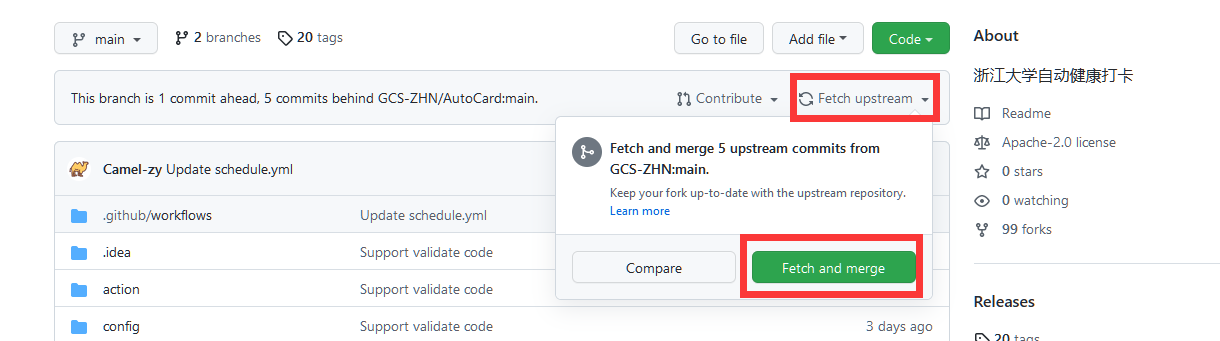 main
2 branches
20 tags
Go to file
Add file
Code
This branch is 1 commit ahead, 5 commits behind GCS-ZHN/AutoCard:main.
Contribute
Fetch upstream
Fetch and merge 5 upstream commits from
GCS-ZHN:main.
Keep your fork up-to-date with the upstream repository.
Learn more
Compare
Fetch and merge
Camel-zy Update schedule.yml
.github/workflows
Update schedule.yml
.idea
Support validate code
action
Support validate code
config
Support validate code
3 days ago
About
浙江大学自动健康打卡
Readme
Apache-2.0 license
0 stars
0 watching
99 forks
Releases
20 tags